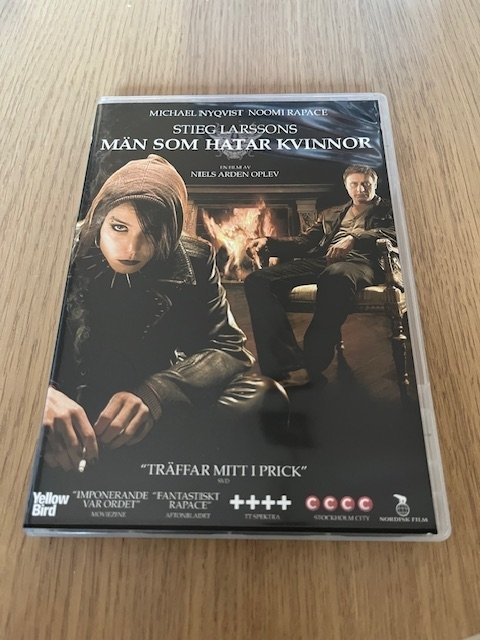 MICHAEL NYQVIST NOOMI RAPACE
STIEG LARSSONS
MÄN SOM HATAR KVINNOR
EN FILM AV
NIELS ARDEN OPLEV
"TRÄFFAR MITT I PRICK"
SVD
Yellow
Bird
"IMPONERANDE
VAR ORDET"
MOVIEZINE
"FANTASTISKT
RAPACE"
AFTONBLADET
++++
TT SPEKTRA
C C C C
STOCKHOLM CITY
NORDISK FILM